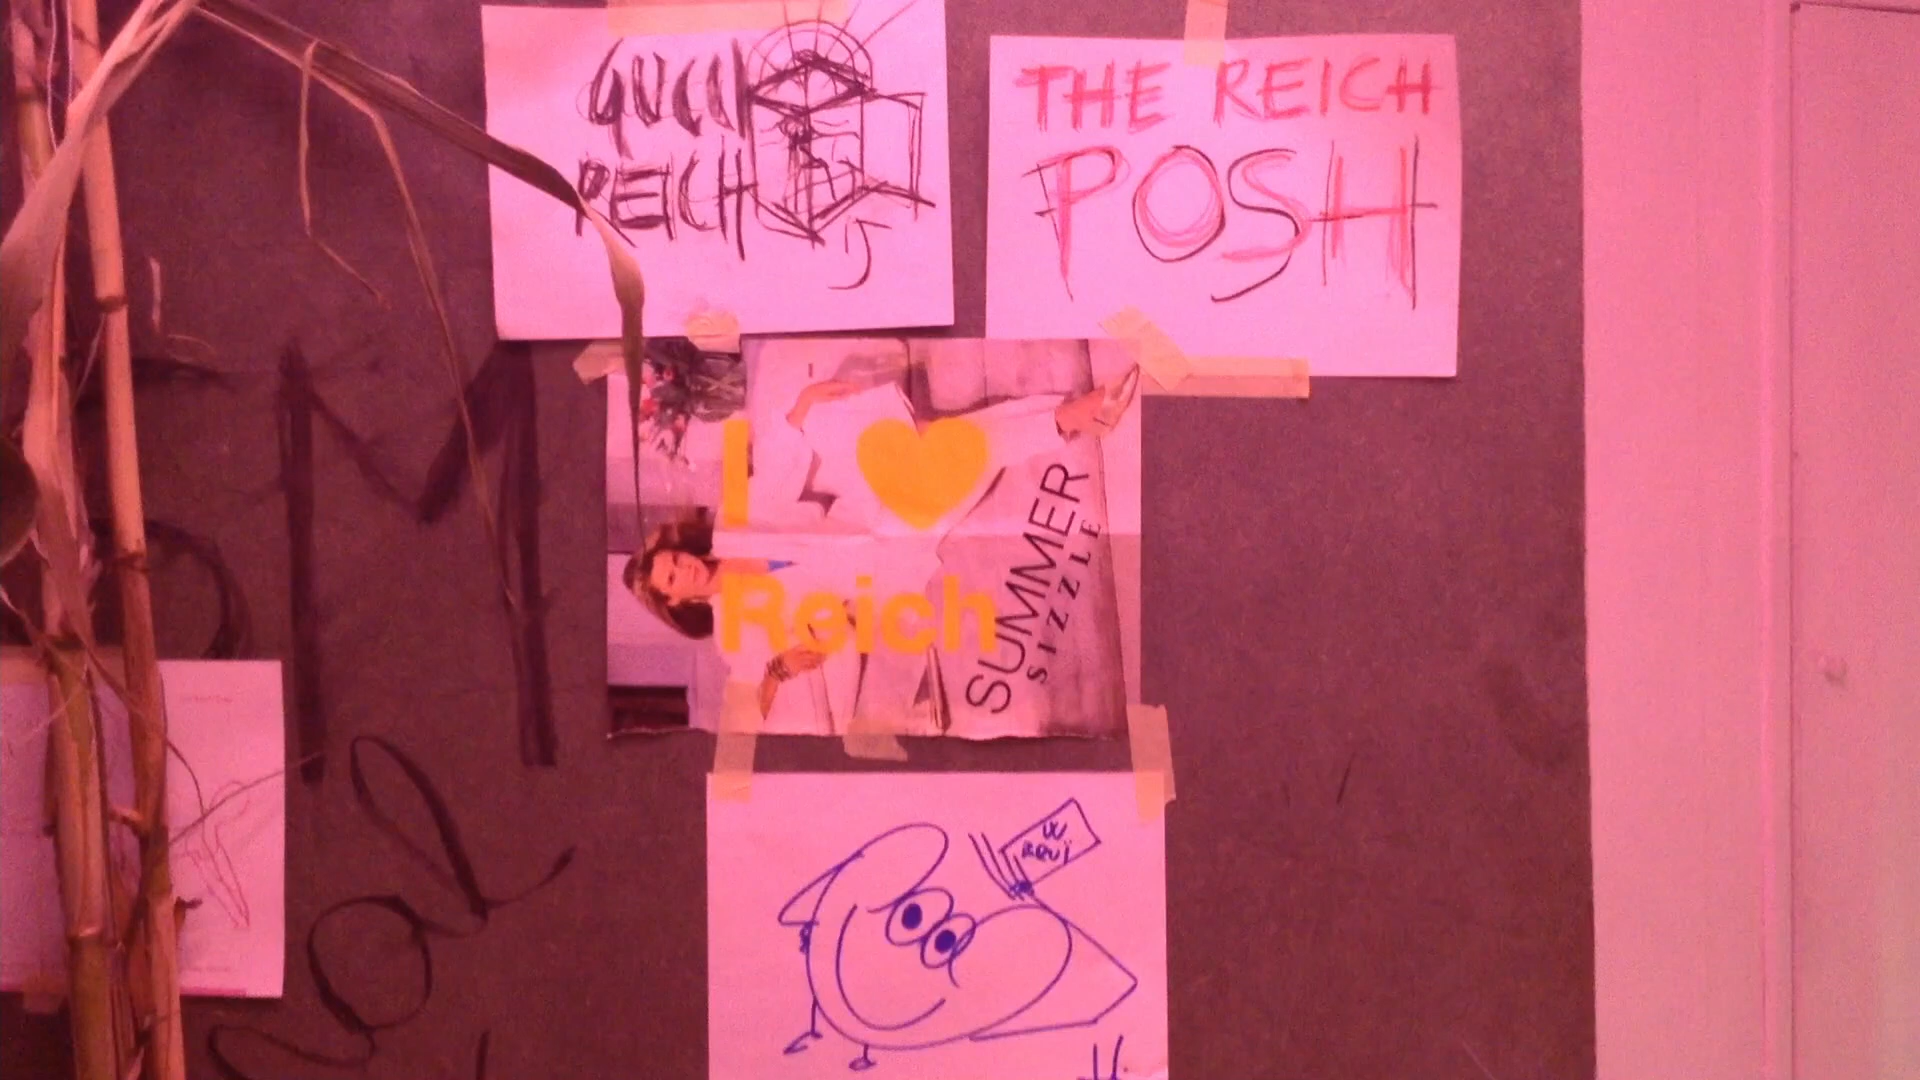 GUCCI
REICH
THE REICH
POSH
I ♥
Reich
SUMMER
SIZZLE